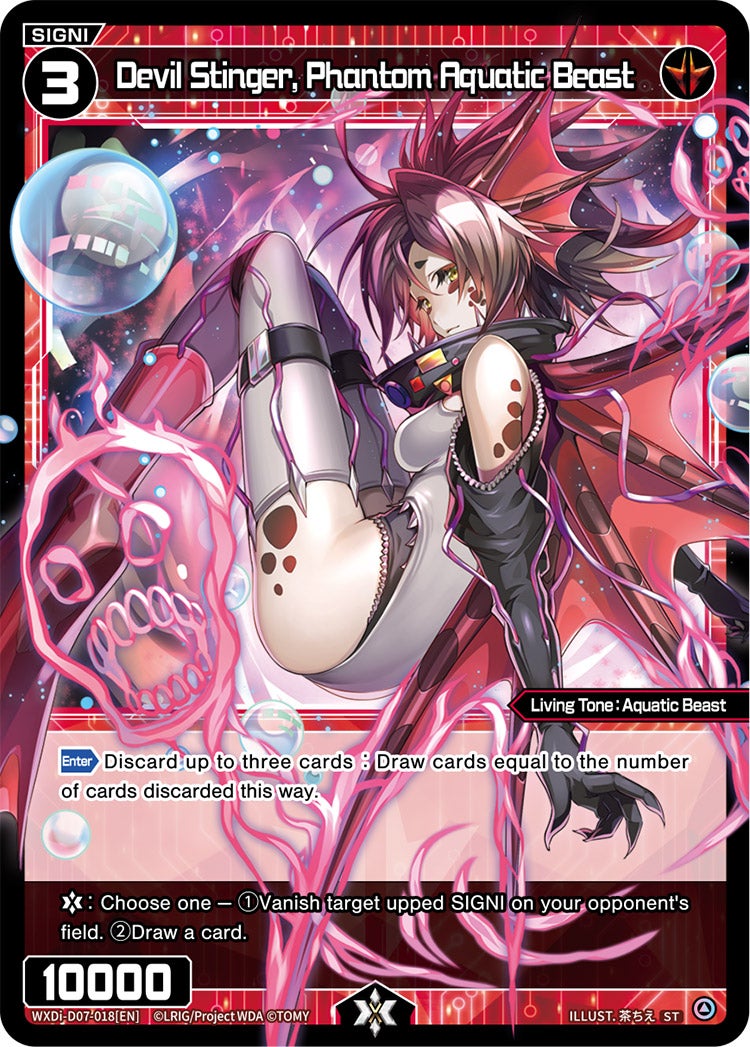 SIGNI
3
Devil Stinger, Phantom Aquatic Beast
Living Tone:Aquatic Beast
Enter Discard up to three cards : Draw cards equal to the number
of cards discarded this way.
: Choose one – ①Vanish target upped SIGNI on your opponent's
field. ②Draw a card.
10000
WXDi-D07-018[EN] ©LRIG/Project WDA ©TOMY
ILLUST. 茶ちえ ST